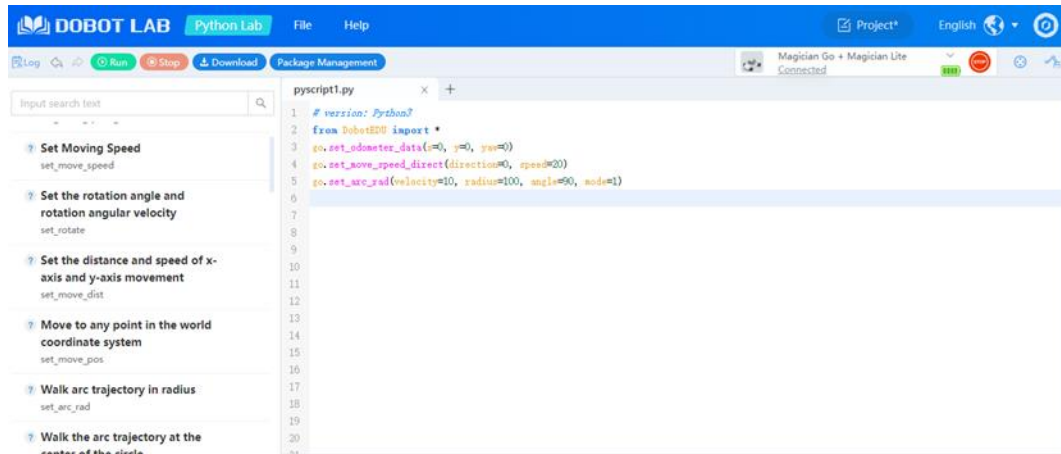 DOBOT LAB Python Lab File Help Project* English
Log Run Stop Download Package Management Magician Go + Magician Lite
Connected
STOP
Input search text
pyscript1.py × +
Set Moving Speed
set_move_speed
Set the rotation angle and
rotation angular velocity
set_rotate
Set the distance and speed of x-
axis and y-axis movement
set_move_dist
Move to any point in the world
coordinate system
set_move_pos
Walk arc trajectory in radius
set_arc_rad
Walk the arc trajectory at the
center of the circle
1 # version: Python3
2 from DobotEDU import *
3 go.set_odometer_data(x=0, y=0, yaw=0)
4 go.set_move_speed_direct(direction=0, speed=20)
5 go.set_arc_rad(velocity=10, radius=100, angle=90, mode=1)
6
7
8
9
10
11
12
13
14
15
16
17
18
19
20
21